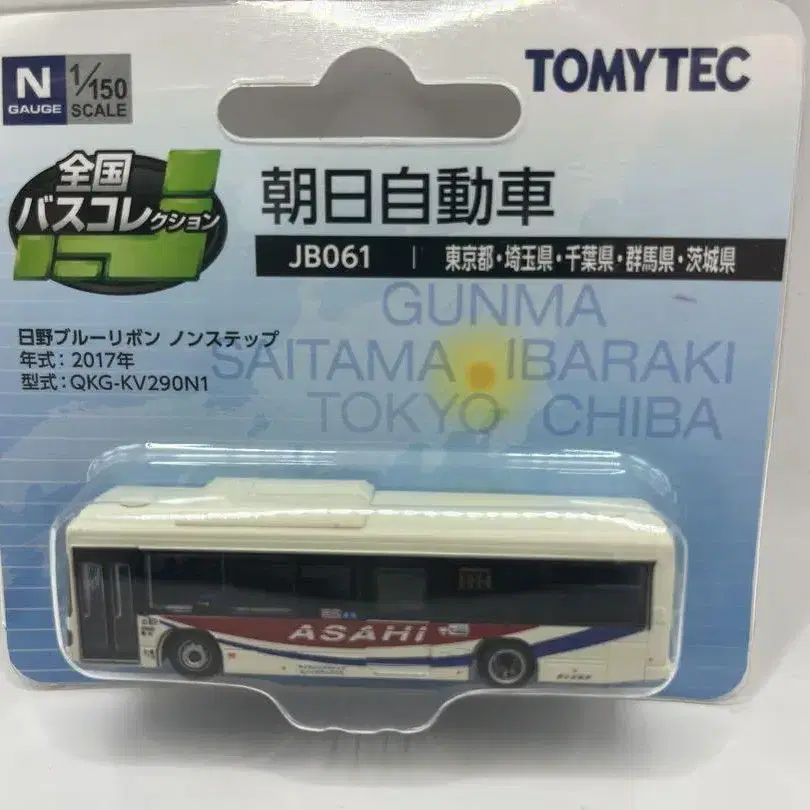 N
GAUGE
1/150
SCALE
TOMYTEC
全国
バスコレクション
朝日自動車
JB061 | 東京都・埼玉県・千葉県・群馬県・茨城県
GUNMA
SAITAMA IBARAKI
TOKYO CHIBA
日野ブルーリボン ノンステップ
年式：2017年
型式：QKG-KV290N1
ASAHi